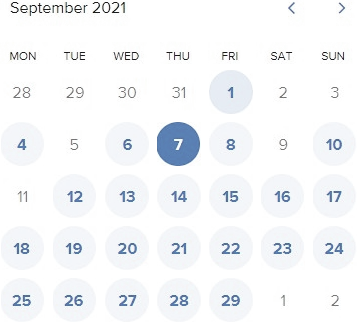 September 2021
MON TUE WED THU FRI SAT SUN
28 29 30 31 1 2 3
4 5 6 7 8 9 10
11 12 13 14 15 16 17
18 19 20 21 22 23 24
25 26 27 28 29 1 2